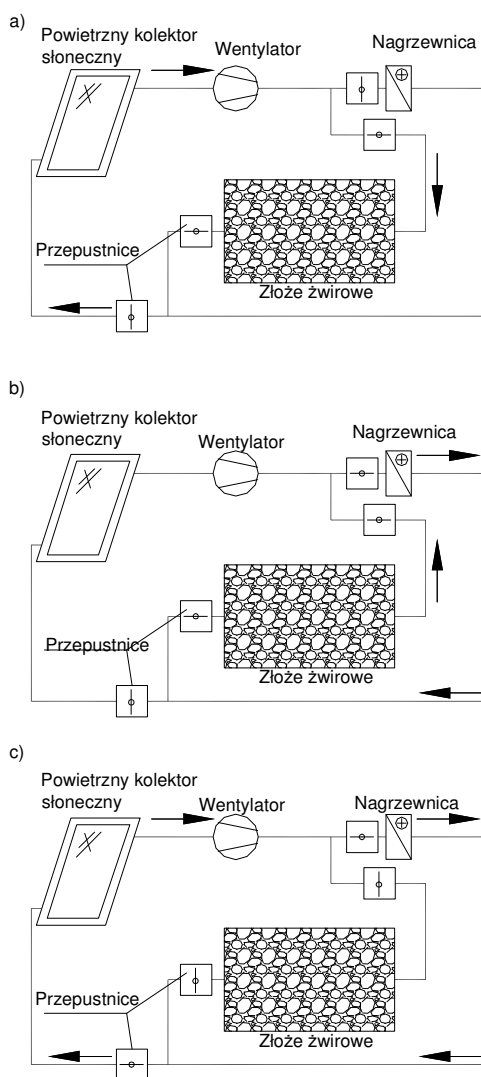 a)
Powietrzny kolektor
słoneczny
Wentylator
Nagrzewnica
Przepustnice
Złoże żwirowe
b)
Powietrzny kolektor
słoneczny
Wentylator
Nagrzewnica
Przepustnice
Złoże żwirowe
c)
Powietrzny kolektor
słoneczny
Wentylator
Nagrzewnica
Przepustnice
Złoże żwirowe